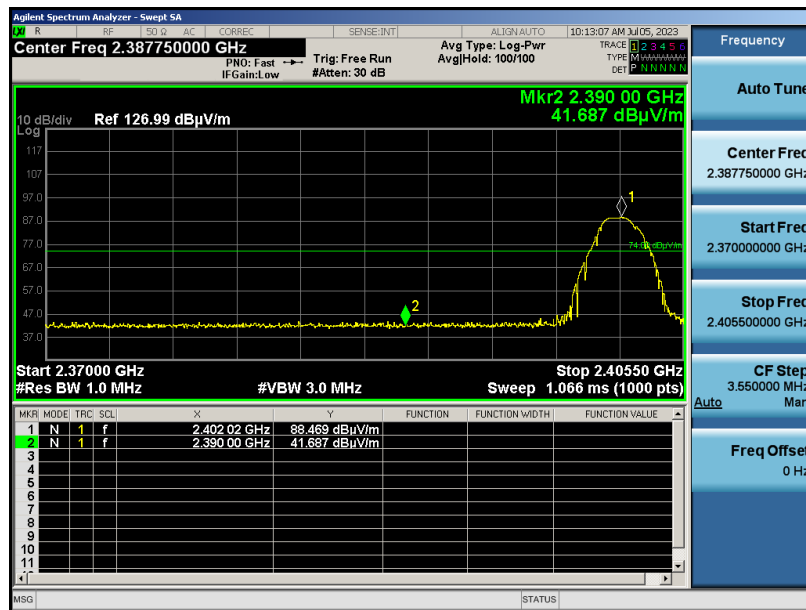 Agilent Spectrum Analyzer - Swept SA
LXI R RF 50 Ω AC CORREC SENSE:INT ALIGN AUTO 10:13:07 AM Jul 05, 2023
Center Freq 2.387750000 GHz
PNO: Fast
IFGain:Low
Trig: Free Run
#Atten: 30 dB
Avg Type: Log-Pwr
Avg|Hold: 100/100
TRACE 1 2 3 4 5 6
TYPE M
DET P N N N N N
Mkr2 2.390 00 GHz
41.687 dBµV/m
10 dB/div Ref 126.99 dBµV/m
Log
117
107
97.0
87.0
77.0
67.0
57.0
47.0
37.0
1
2
Start 2.37000 GHz Stop 2.40550 GHz
#Res BW 1.0 MHz #VBW 3.0 MHz Sweep 1.066 ms (1000 pts)
MKR MODE TRC SCL X Y FUNCTION FUNCTION WIDTH FUNCTION VALUE
1 N 1 f 2.402 02 GHz 88.469 dBµV/m
2 N 1 f 2.390 00 GHz 41.687 dBµV/m
3
4
5
6
7
8
9
10
11
MSG STATUS
Frequency
Auto Tune
Center Freq
2.387750000 GHz
Start Freq
2.370000000 GHz
Stop Freq
2.405500000 GHz
CF Step
3.550000 MHz
Auto Man
Freq Offset
0 Hz